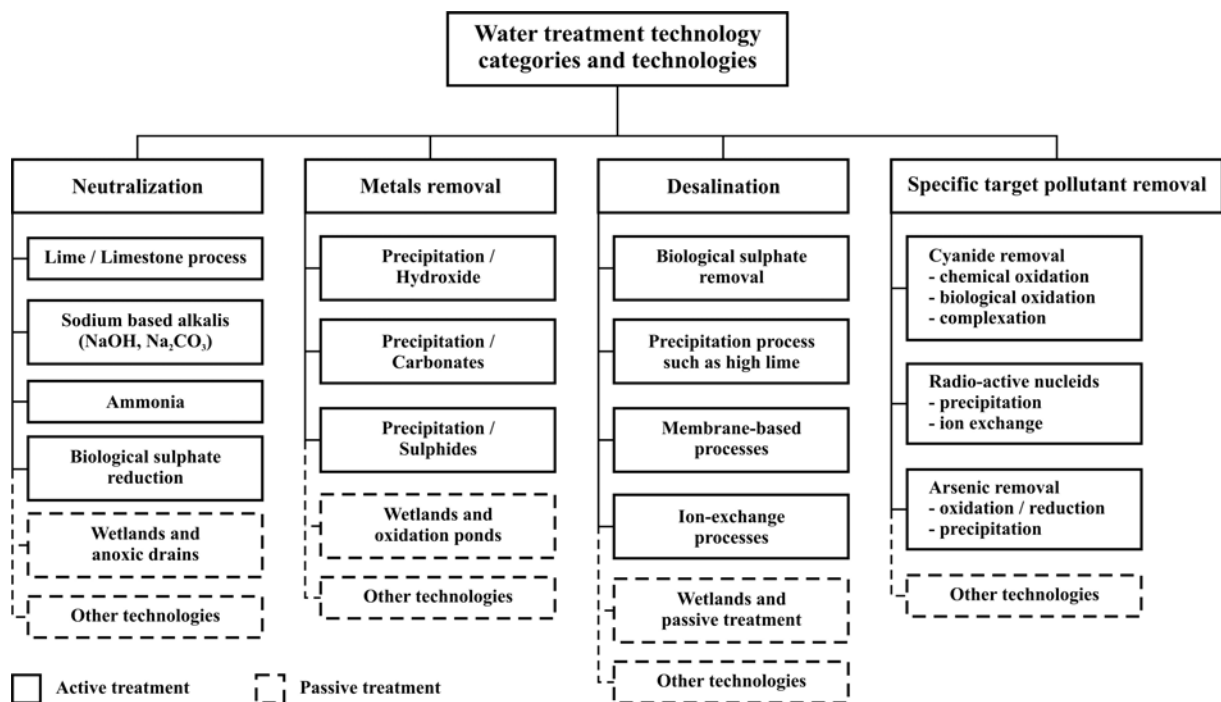 Water treatment technology
categories and technologies
Neutralization
Lime / Limestone process
Sodium based alkalis
(NaOH, Na₂CO₃)
Ammonia
Biological sulphate
reduction
Wetlands and
anoxic drains
Other technologies
Metals removal
Precipitation /
Hydroxide
Precipitation /
Carbonates
Precipitation /
Sulphides
Wetlands and
oxidation ponds
Other technologies
Desalination
Biological sulphate
removal
Precipitation process
such as high lime
Membrane-based
processes
Ion-exchange
processes
Wetlands and
passive treatment
Other technologies
Specific target pollutant removal
Cyanide removal
- chemical oxidation
- biological oxidation
- complexation
Radio-active nucleids
- precipitation
- ion exchange
Arsenic removal
- oxidation / reduction
- precipitation
Other technologies
Active treatment
Passive treatment